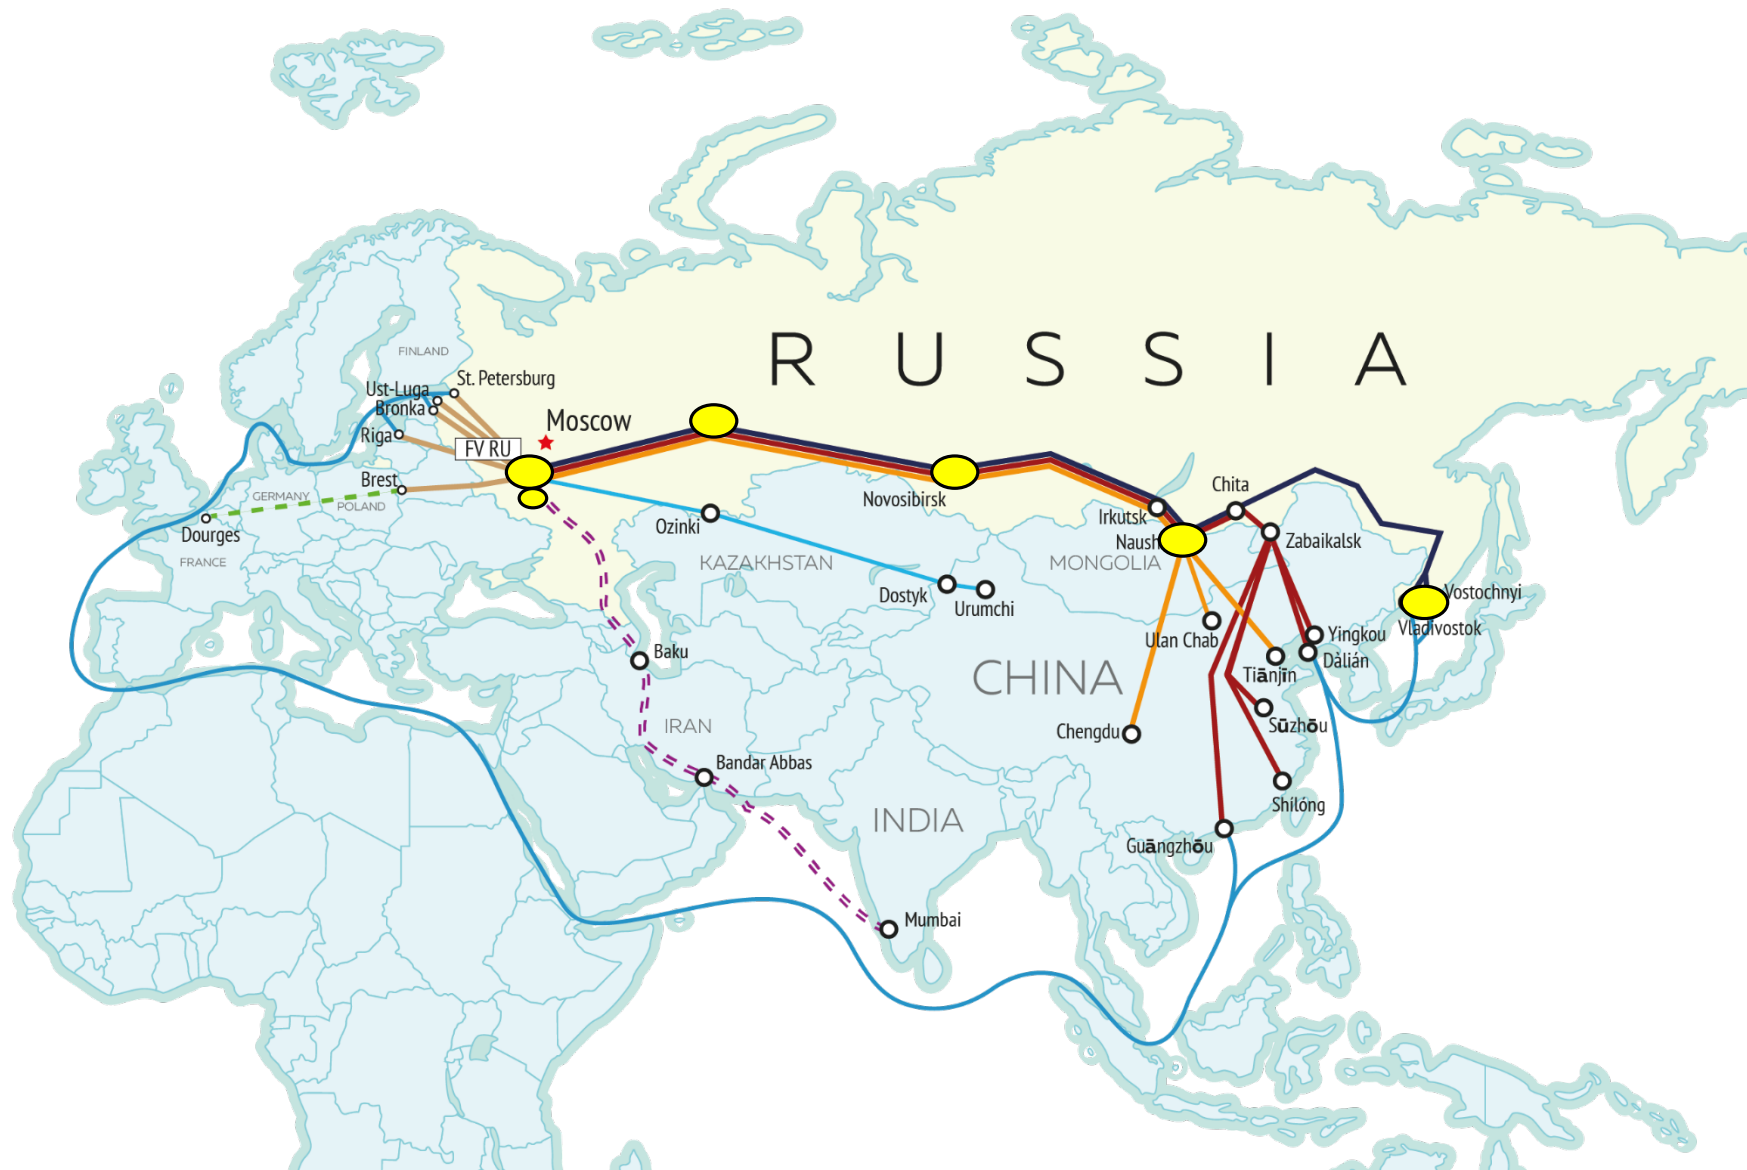 R U S S I A
FINLAND
St. Petersburg
Ust-Luga
Bronka
Moscow
Riga
FV RU
Brest
GERMANY
POLAND
Dourges
FRANCE
Novosibirsk
Ozinki
KAZAKHSTAN
Dostyk
Urumchi
Irkutsk
Naush
MONGOLIA
Chita
Zabaikalsk
Vostochnyi
Vladivostok
Ulan Chab
Yingkou
Dàlián
Tiānjīn
CHINA
Baku
IRAN
Chengdu
Sūzhōu
Bandar Abbas
Shilóng
INDIA
Guāngzhōu
Mumbai